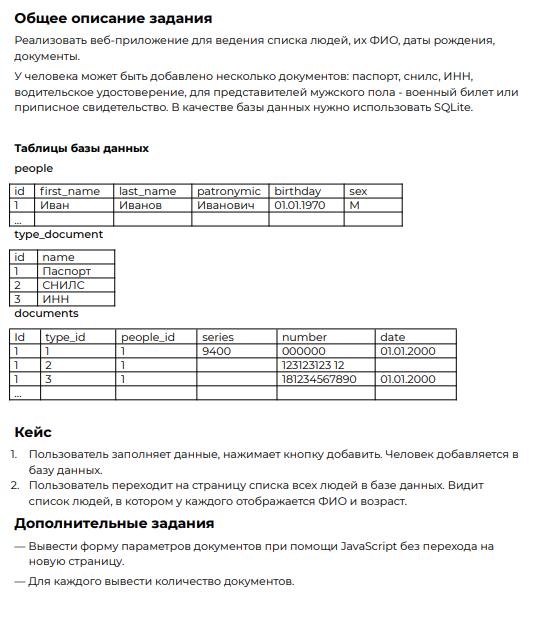 Общее описание задания
Реализовать веб-приложение для ведения списка людей, их ФИО, даты рождения,
документы.
У человека может быть добавлено несколько документов: паспорт, снилс, ИНН,
водительское удостоверение, для представителей мужского пола - военный билет или
приписное свидетельство. В качестве базы данных нужно использовать SQLite.
Таблицы базы данных
people
id first_name last_name patronymic birthday sex
1 Иван Иванов Иванович 01.01.1970 М
...
type_document
id name
1 Паспорт
2 СНИЛС
3 ИНН
documents
Id type_id people_id series number date
1 1 1 9400 000000 01.01.2000
1 2 1 123123123 12
1 3 1 181234567890 01.01.2000
...
Кейс
1. Пользователь заполняет данные, нажимает кнопку добавить. Человек добавляется в
базу данных.
2. Пользователь переходит на страницу списка всех людей в базе данных. Видит
список людей, в котором у каждого отображается ФИО и возраст.
Дополнительные задания
— Вывести форму параметров документов при помощи JavaScript без перехода на
новую страницу.
— Для каждого вывести количество документов.